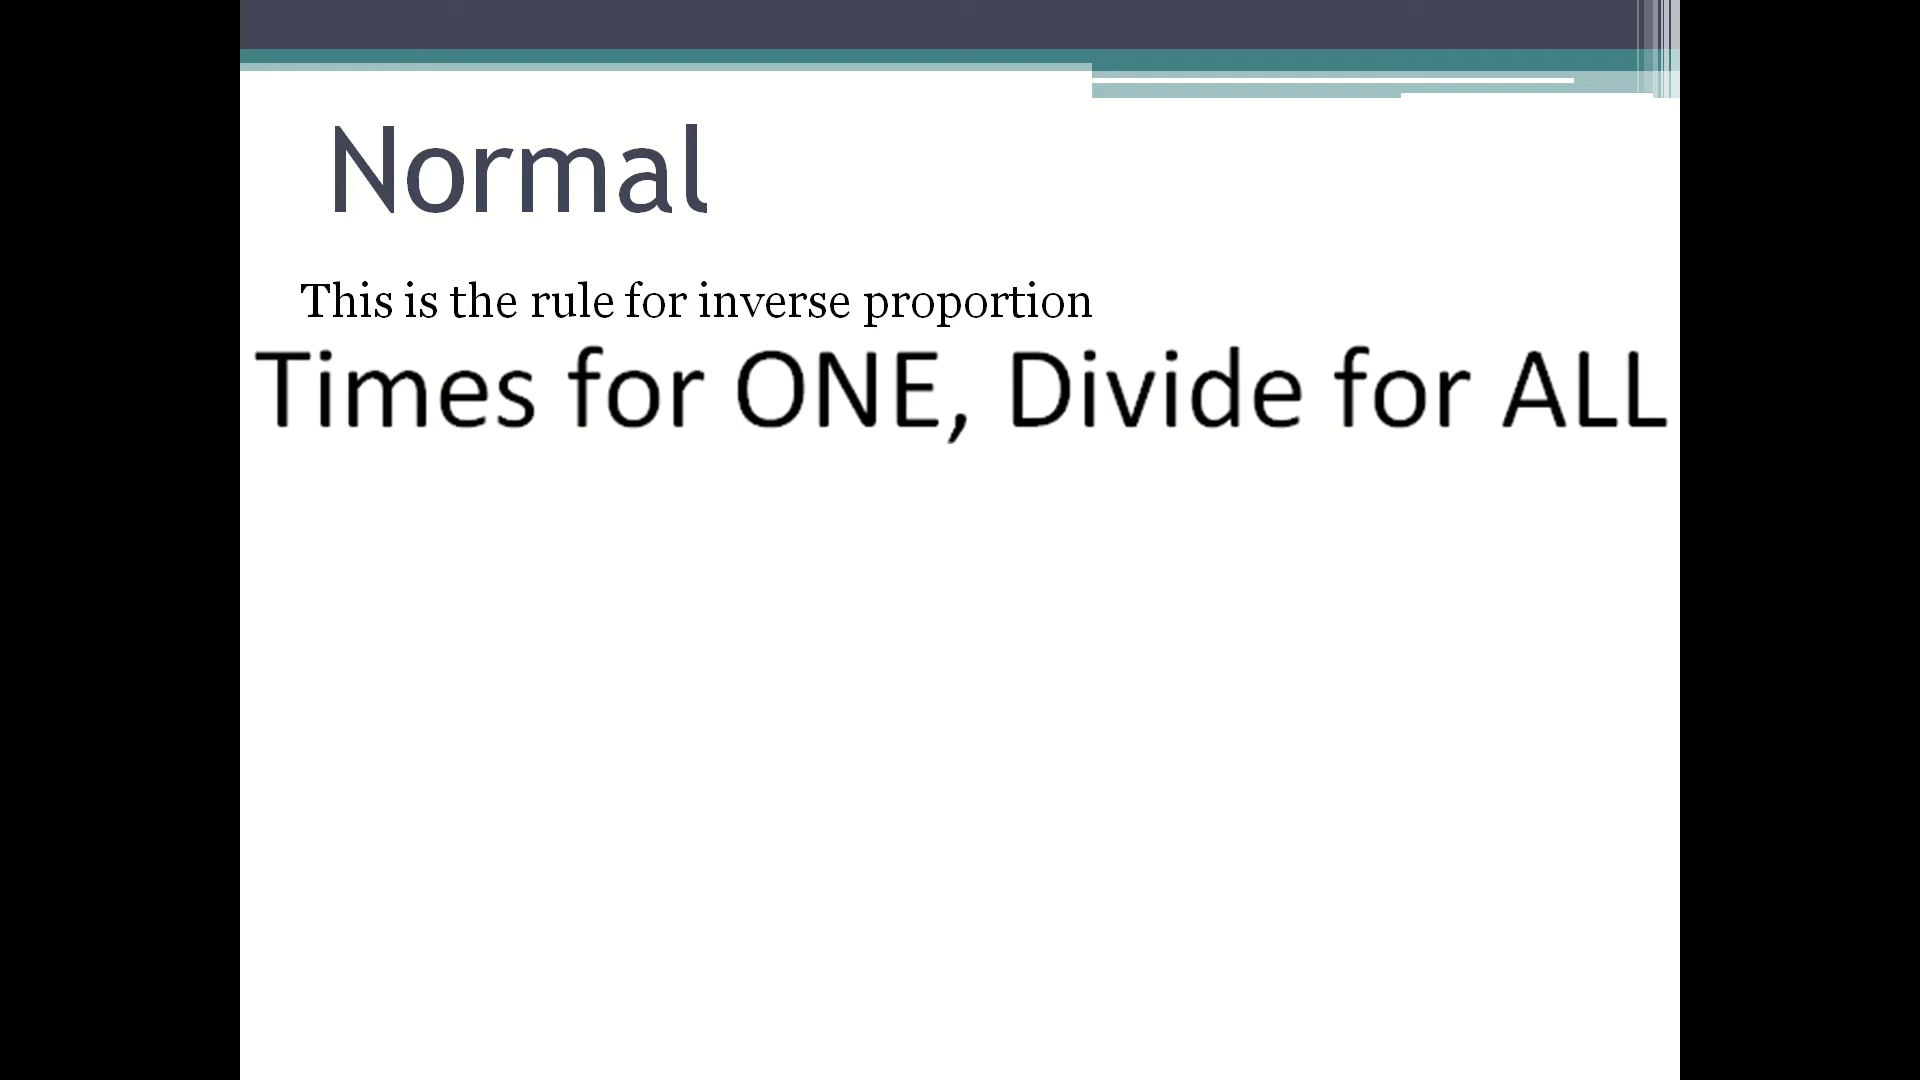 Normal
This is the rule for inverse proportion
Times for ONE, Divide for ALL